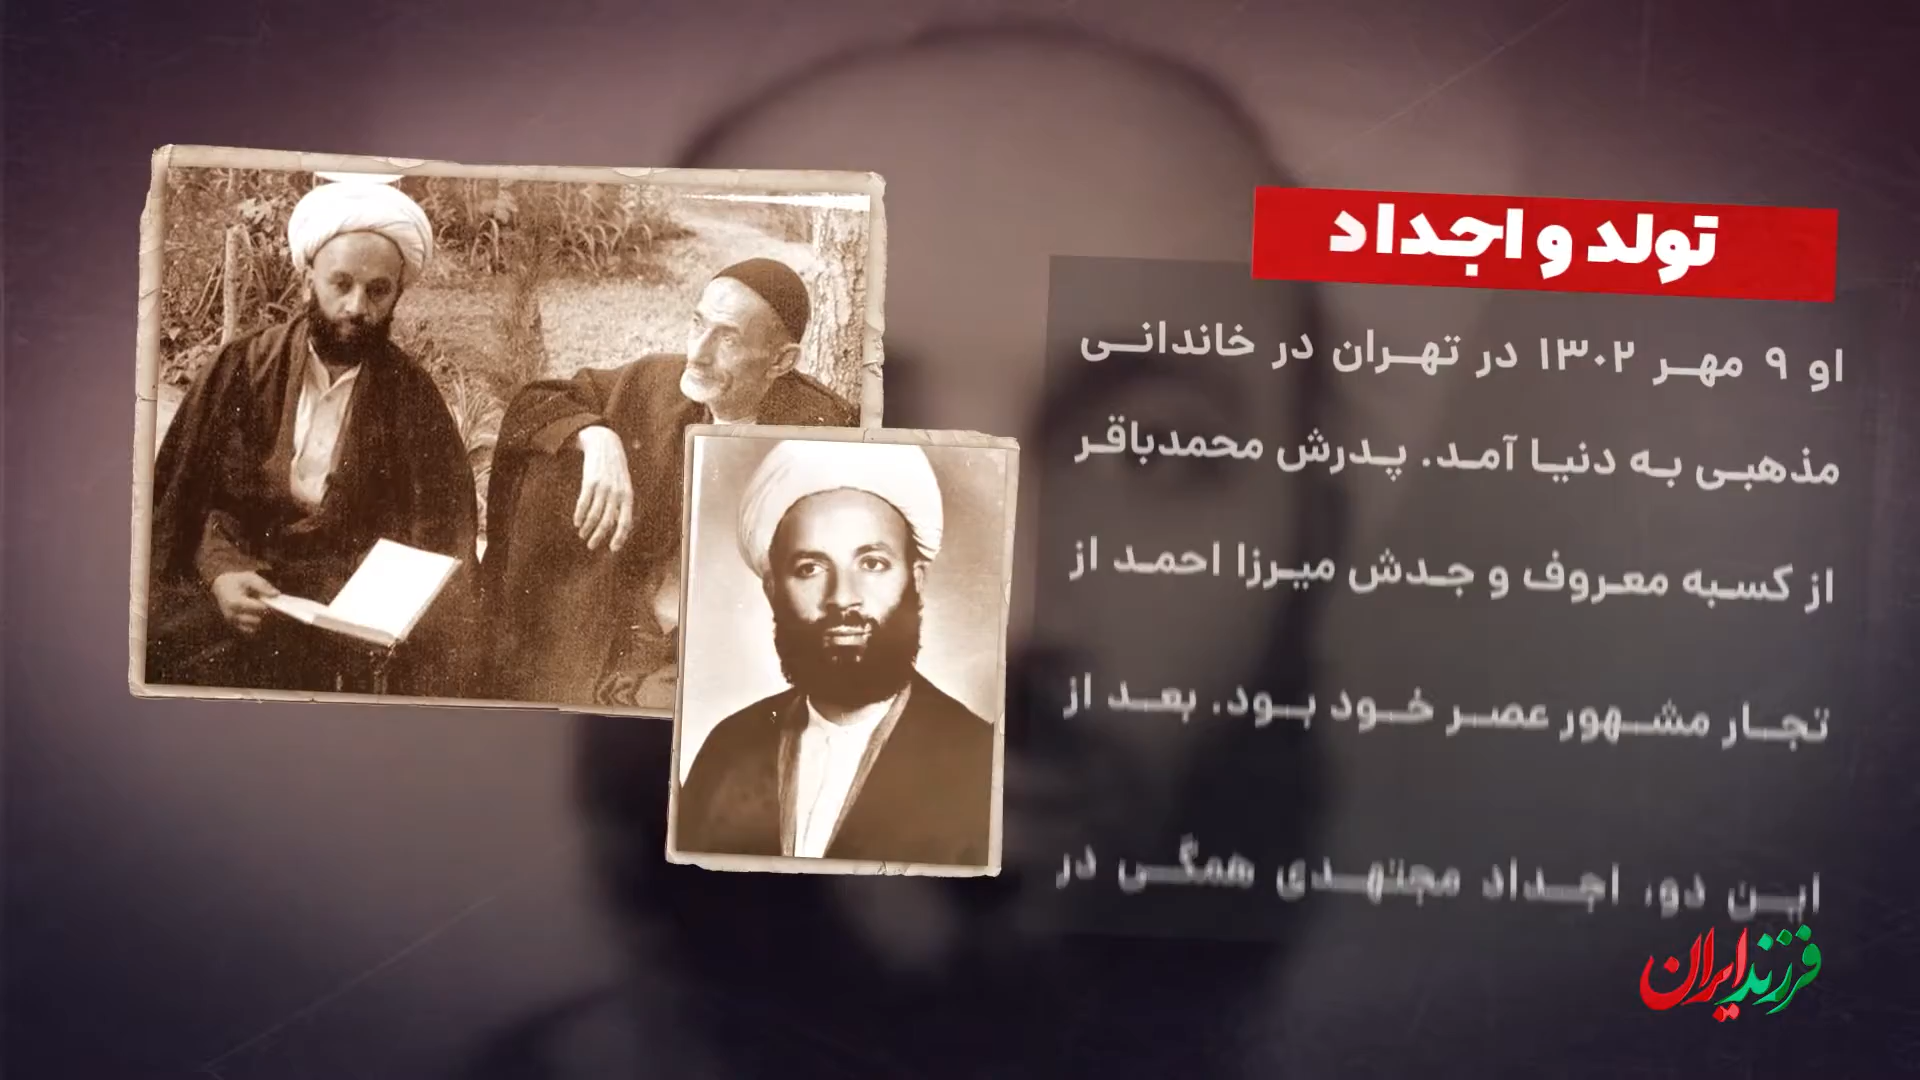 تولد و اجداد
او ۹ مهر ۱۳۰۲ در تهران در خاندانی
مذهبی به دنیا آمد. پدرش محمدباقر
از کسبه معروف و جدش میرزا احمد از
تجار مشهور عصر خود بود. بعد از
این دو، اجداد مجتهدی همگی در
فرزند ایران